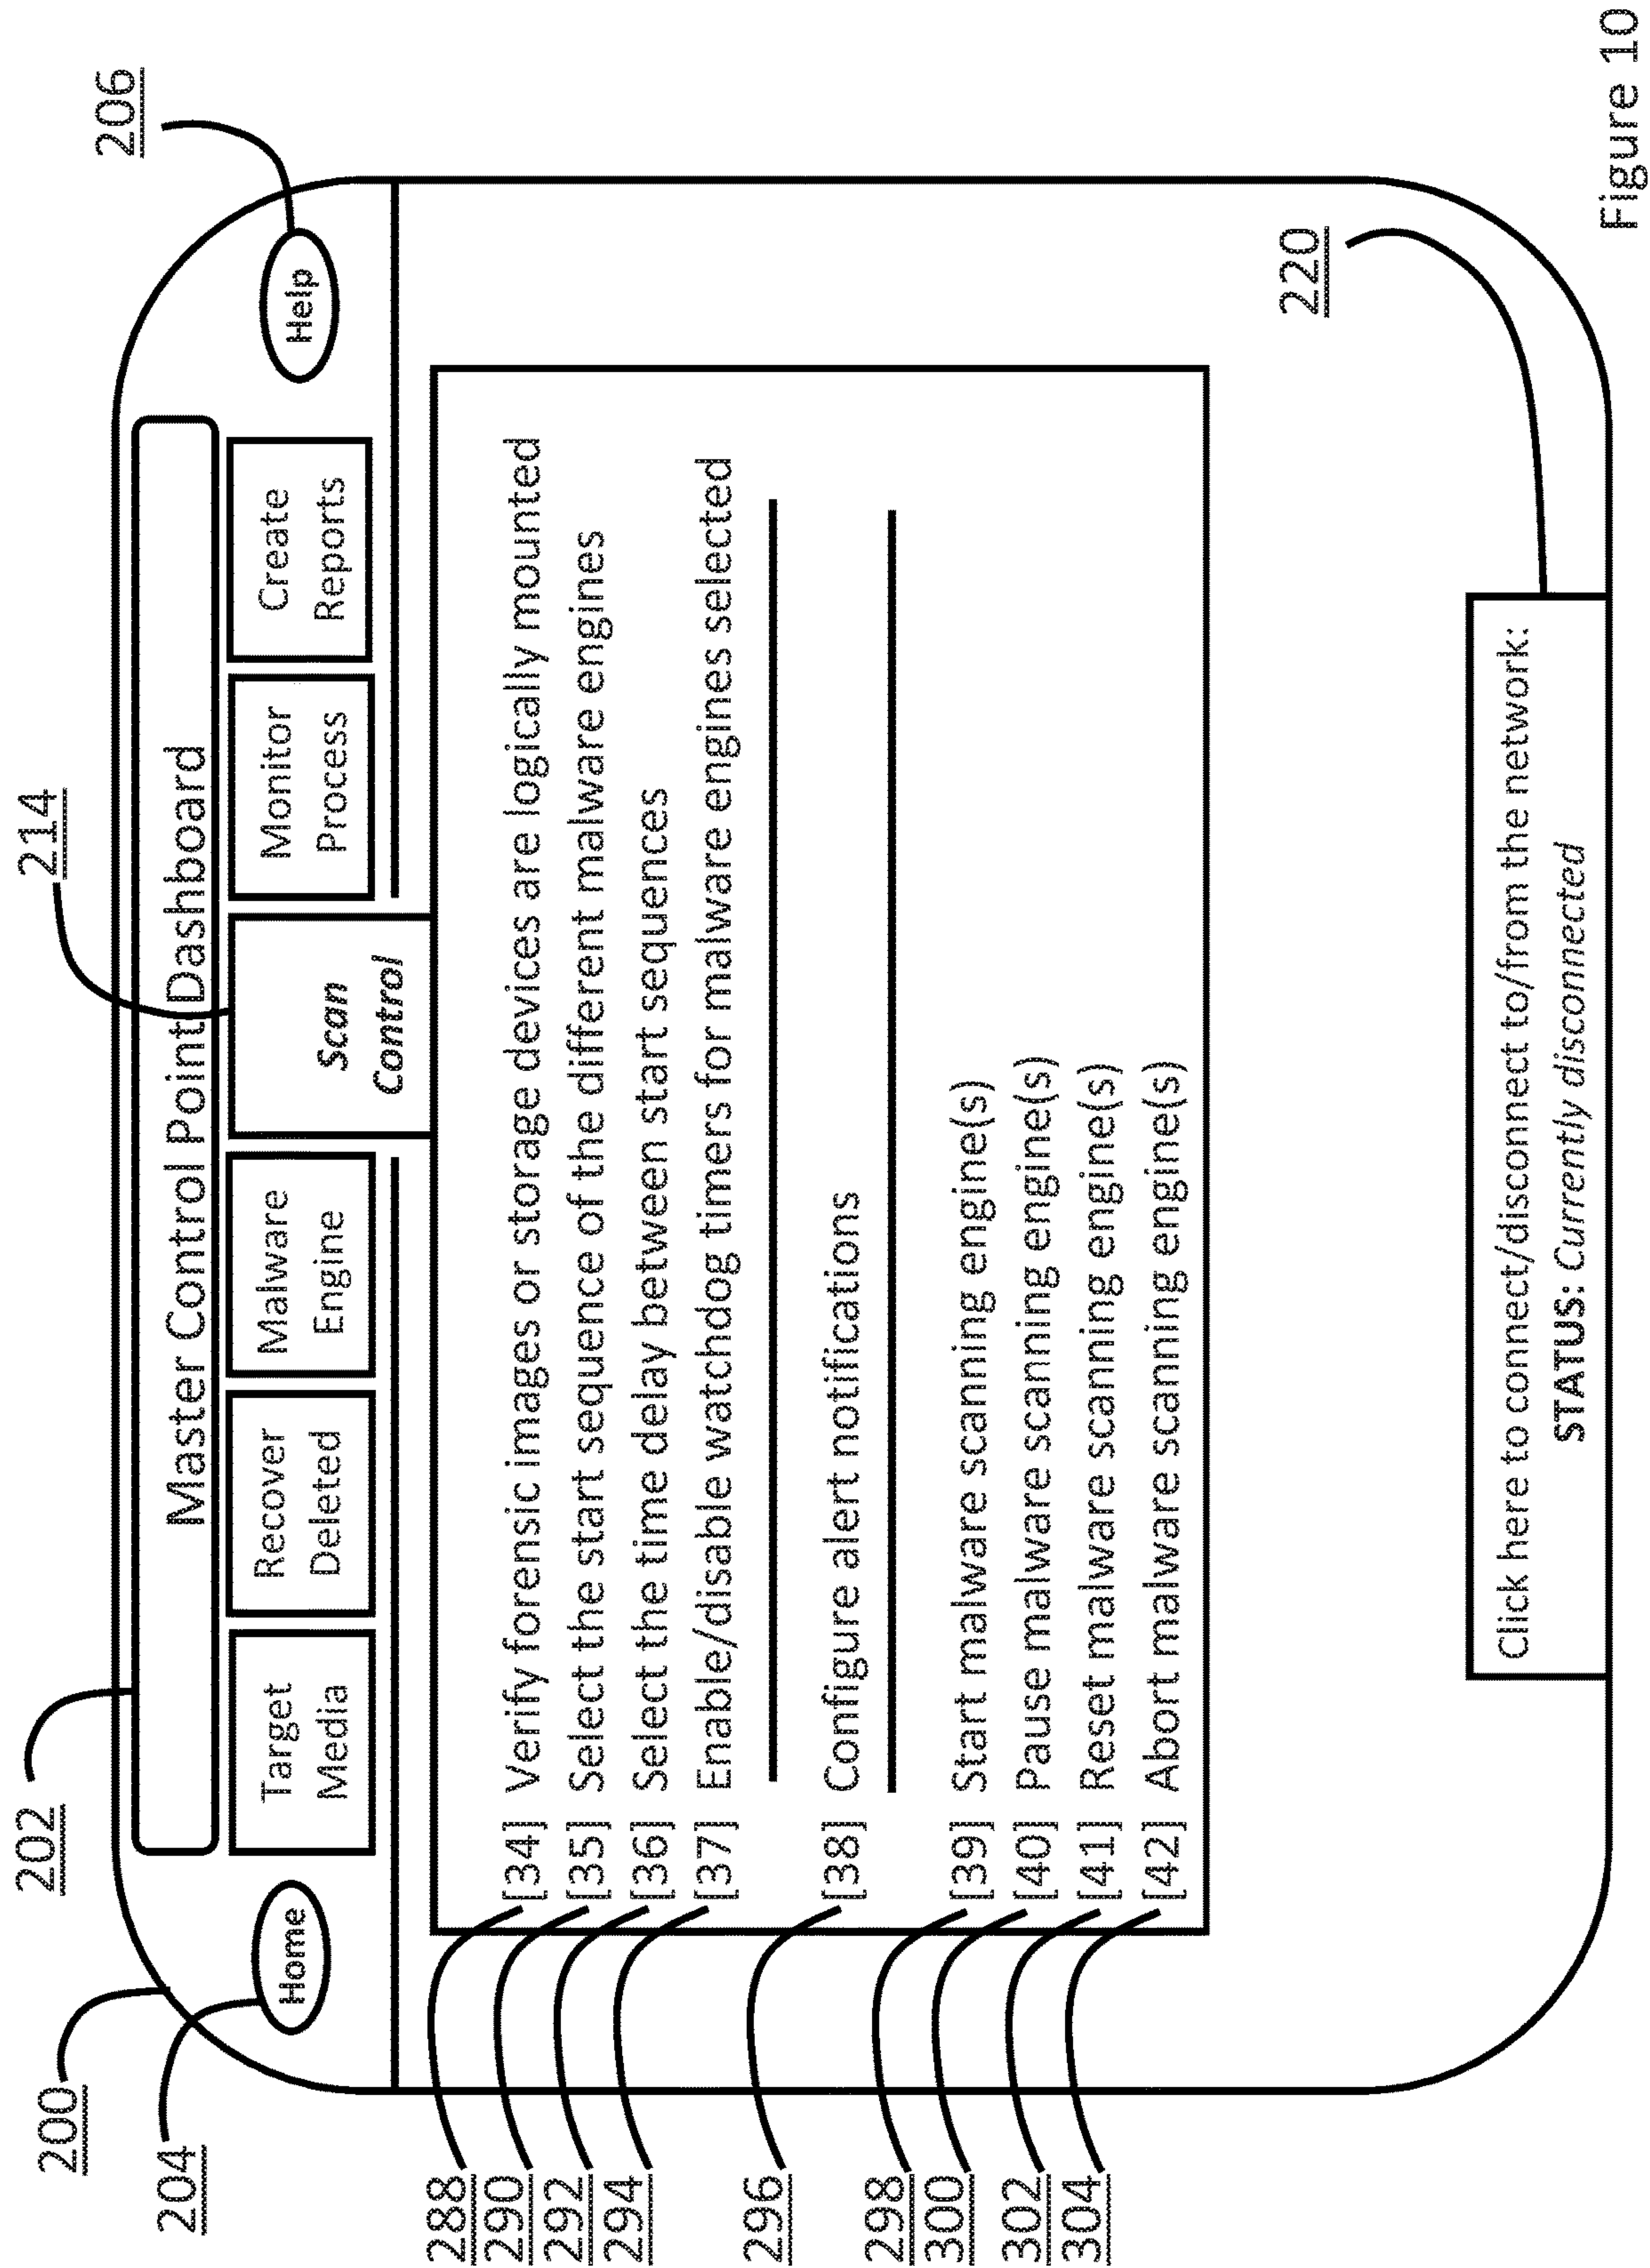 214
202
200
204
206
Master Control Point Dashboard
Home
Target
Media
Recover
Deleted
Malware
Engine
Scan
Control
Monitor
Process
Create
Reports
Help
288
[34] Verify forensic images or storage devices are logically mounted
290
[35] Select the start sequence of the different malware engines
292
[36] Select the time delay between start sequences
294
[37] Enable/disable watchdog timers for malware engines selected
296
[38] Configure alert notifications
298
[39] Start malware scanning engine(s)
300
[40] Pause malware scanning engine(s)
302
[41] Reset malware scanning engine(s)
304
[42] Abort malware scanning engine(s)
220
Click here to connect/disconnect to/from the network:
STATUS: Currently disconnected
Figure 10